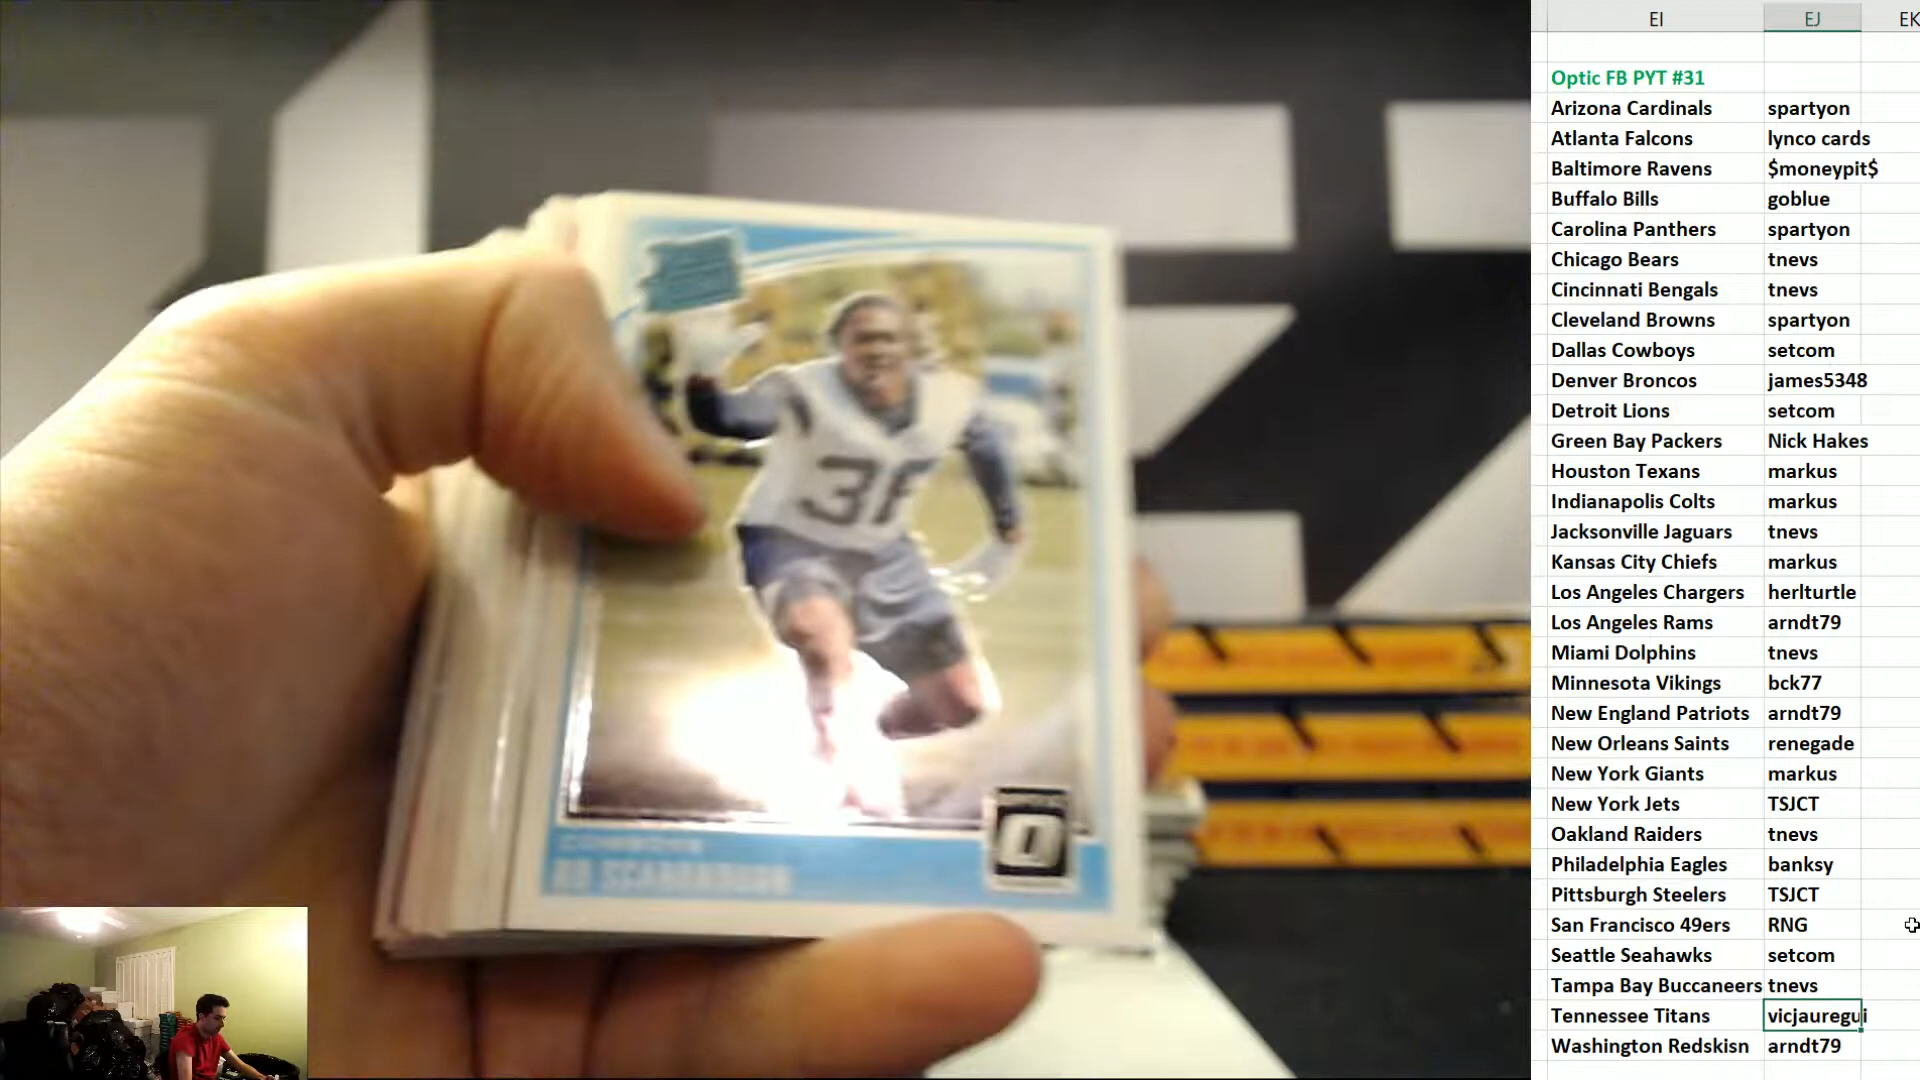 EI EJ EK
Optic FB PYT #31
Arizona Cardinals spartyon
Atlanta Falcons lynco cards
Baltimore Ravens $moneypit$
Buffalo Bills goblue
Carolina Panthers spartyon
Chicago Bears tnevs
Cincinnati Bengals tnevs
Cleveland Browns spartyon
Dallas Cowboys setcom
Denver Broncos james5348
Detroit Lions setcom
Green Bay Packers Nick Hakes
Houston Texans markus
Indianapolis Colts markus
Jacksonville Jaguars tnevs
Kansas City Chiefs markus
Los Angeles Chargers herlturtle
Los Angeles Rams arndt79
Miami Dolphins tnevs
Minnesota Vikings bck77
New England Patriots arndt79
New Orleans Saints renegade
New York Giants markus
New York Jets TSJCT
Oakland Raiders tnevs
Philadelphia Eagles banksy
Pittsburgh Steelers TSJCT
San Francisco 49ers RNG
Seattle Seahawks setcom
Tampa Bay Buccaneers tnevs
Tennessee Titans vicjauregui
Washington Redskisn arndt79
COWBOYS
BO SCARBROUGH